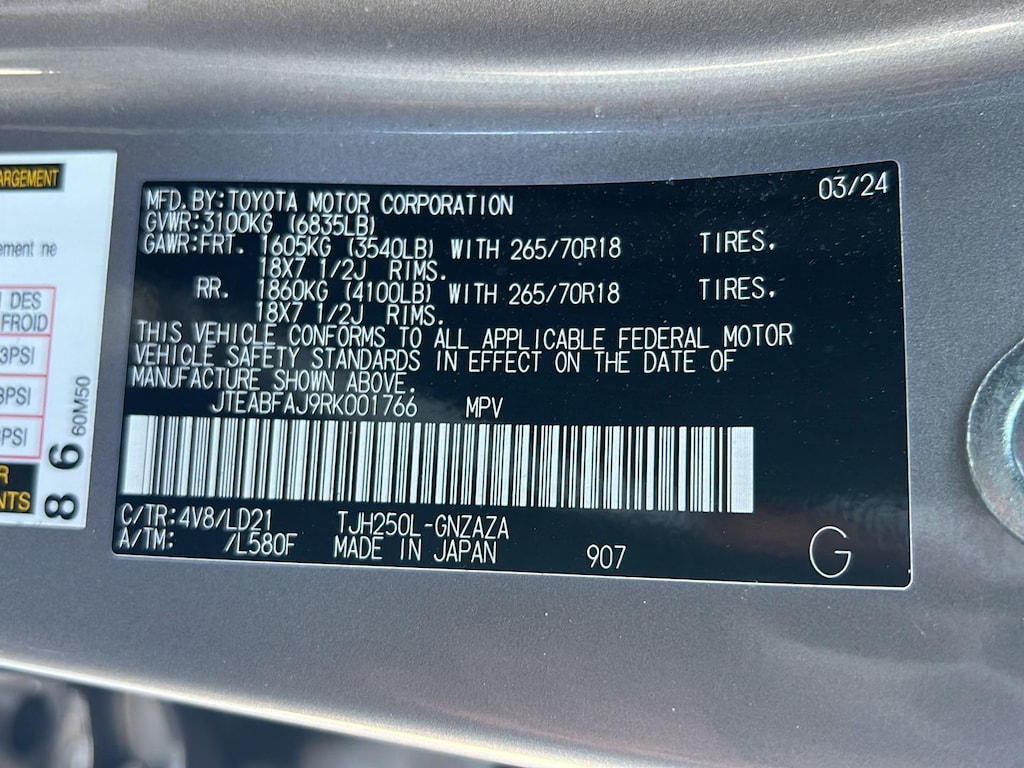 ARGEMENT
ement ne
N DES
FROID
3PSI
3PSI
PSI
R
NTS
86
60M50
MFD.BY:TOYOTA MOTOR CORPORATION 03/24
GVWR:3100KG (6835LB)
GAWR:FRT. 1605KG (3540LB) WITH 265/70R18 TIRES.
18X7 1/2J RIMS.
RR. 1860KG (4100LB) WITH 265/70R18 TIRES.
18X7 1/2J RIMS.
THIS VEHICLE CONFORMS TO ALL APPLICABLE FEDERAL MOTOR
VEHICLE SAFETY STANDARDS IN EFFECT ON THE DATE OF
MANUFACTURE SHOWN ABOVE.
JTEABFAJ9RK001766 MPV
C/TR:4V8/LD21 TJH250L-GNZAZA
A/TM: /L580F MADE IN JAPAN 907 G